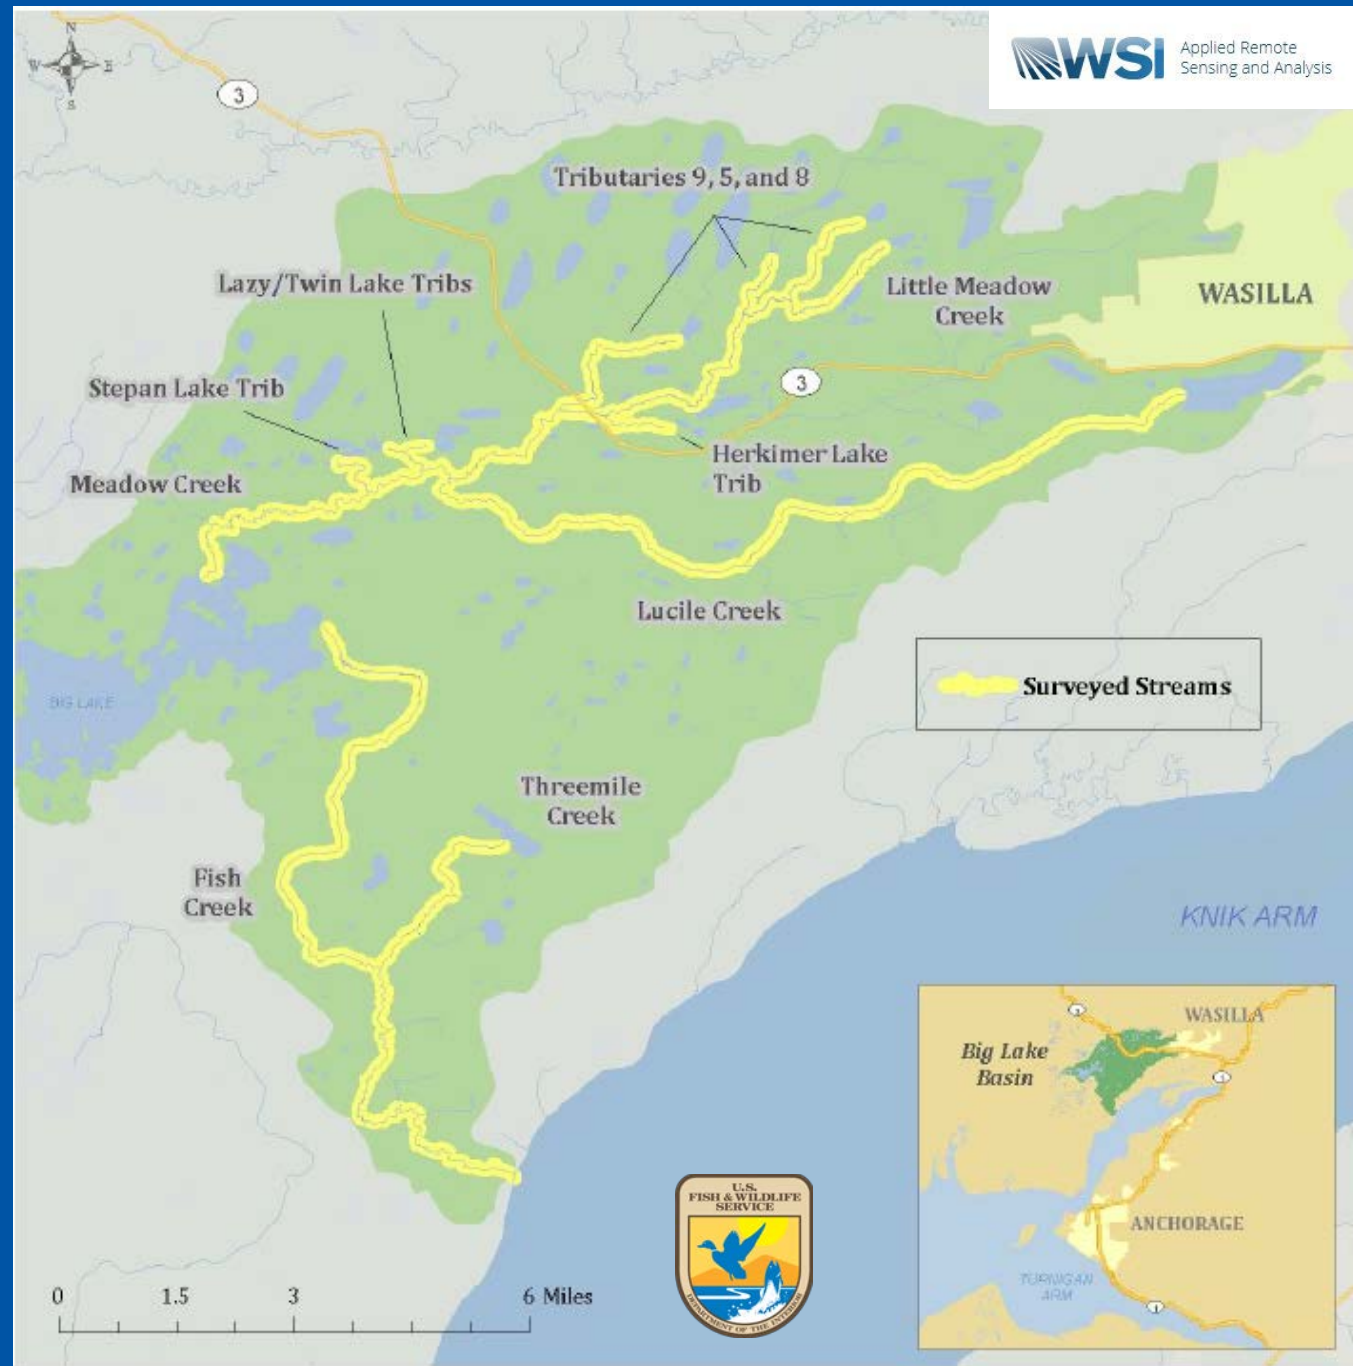 N
W
E
S
3
WSI
Applied Remote
Sensing and Analysis
Tributaries 9, 5, and 8
Lazy/Twin Lake Tribs
Little Meadow
Creek
WASILLA
Stepan Lake Trib
3
Meadow Creek
Herkimer Lake
Trib
Lucile Creek
Surveyed Streams
BIG LAKE
Threemile
Creek
Fish
Creek
KNIK ARM
WASILLA
Big Lake
Basin
ANCHORAGE
TURNIGAN
ARM
1
U.S.
FISH & WILDLIFE
SERVICE
DEPARTMENT OF THE INTERIOR
0
1.5
3
6 Miles